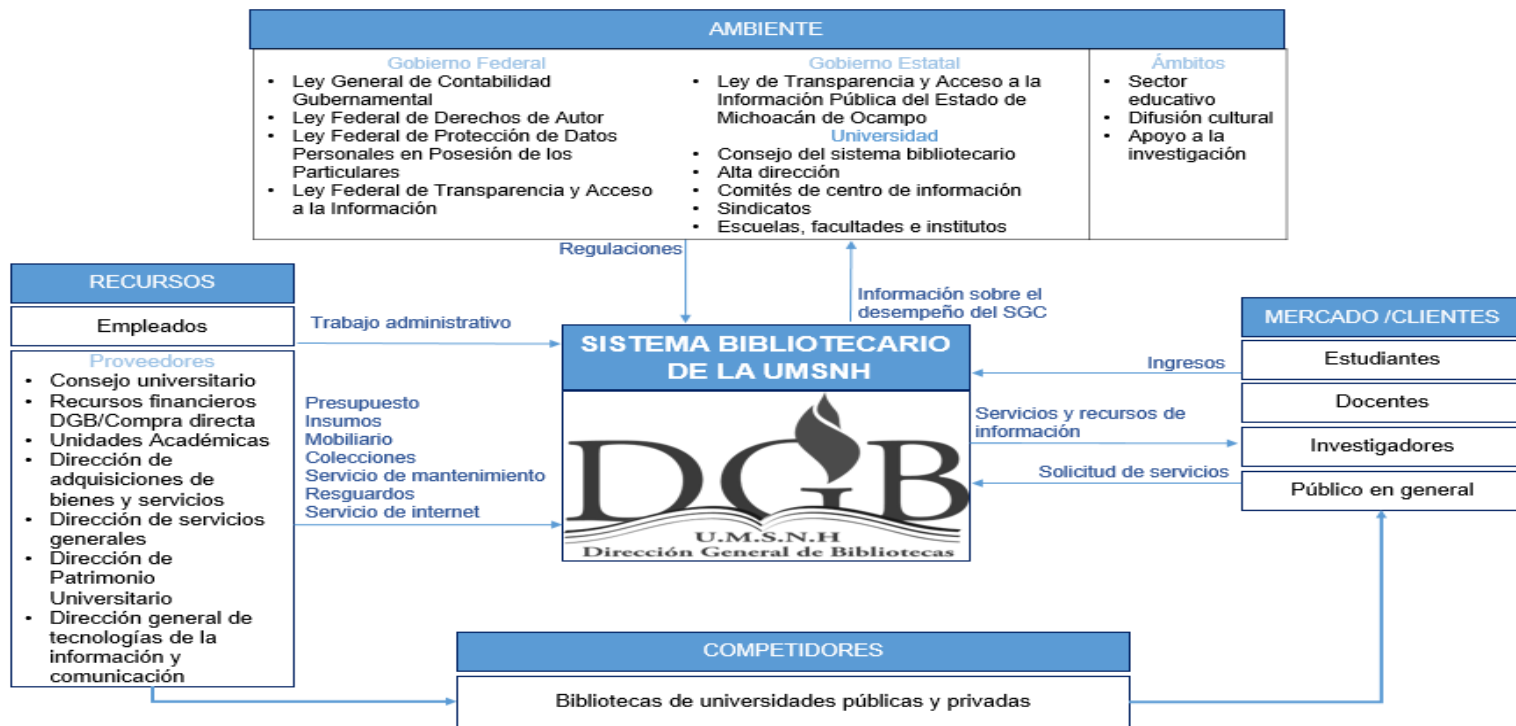 AMBIENTE
Gobierno Federal
• Ley General de Contabilidad
Gubernamental
• Ley Federal de Derechos de Autor
• Ley Federal de Protección de Datos
Personales en Posesión de los
Particulares
• Ley Federal de Transparencia y Acceso
a la Información
Gobierno Estatal
• Ley de Transparencia y Acceso a la
Información Pública del Estado de
Michoacán de Ocampo
Universidad
• Consejo del sistema bibliotecario
• Alta dirección
• Comités de centro de información
• Sindicatos
• Escuelas, facultades e institutos
Ámbitos
• Sector
educativo
• Difusión cultural
• Apoyo a la
investigación
Regulaciones
Información sobre el
desempeño del SGC
RECURSOS
Empleados
Proveedores
• Consejo universitario
• Recursos financieros
DGB/Compra directa
• Unidades Académicas
• Dirección de
adquisiciones de
bienes y servicios
• Dirección de servicios
generales
• Dirección de
Patrimonio
Universitario
• Dirección general de
tecnologías de la
información y
comunicación
Trabajo administrativo
Presupuesto
Insumos
Mobiliario
Colecciones
Servicio de mantenimiento
Resguardos
Servicio de internet
SISTEMA BIBLIOTECARIO
DE LA UMSNH
DGB
U.M.S.N.H
Dirección General de Bibliotecas
Ingresos
Servicios y recursos de
información
Solicitud de servicios
MERCADO /CLIENTES
Estudiantes
Docentes
Investigadores
Público en general
COMPETIDORES
Bibliotecas de universidades públicas y privadas